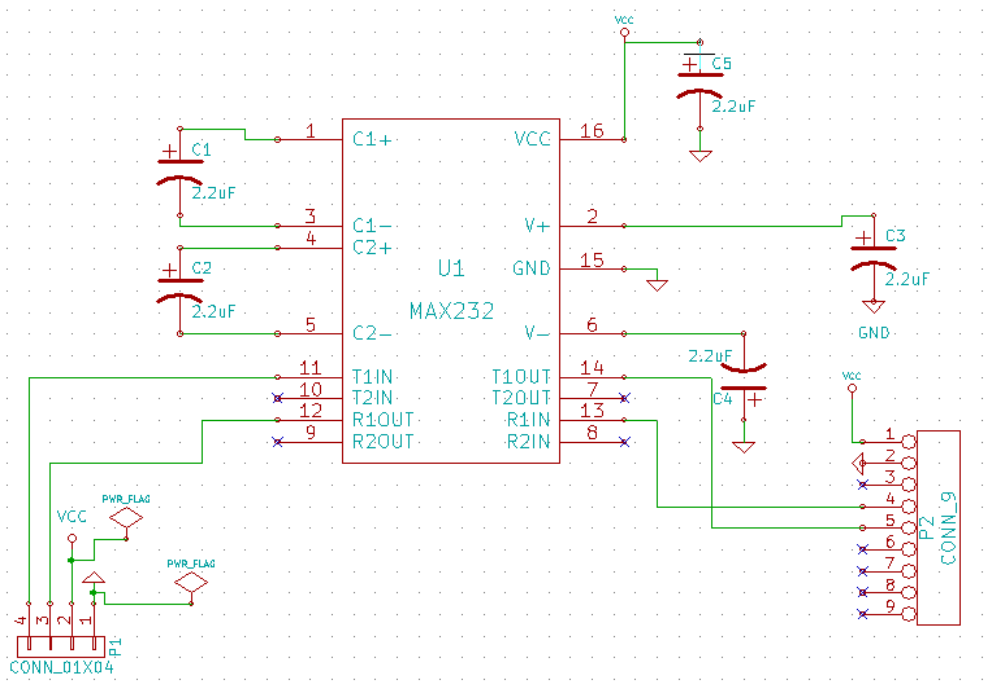 VCC
+ C5
2.2uF
1 C1+ VCC 16
+ C1
2.2uF
3 C1- V+ 2
4 C2+
+ C3
2.2uF
GND
+ C2
2.2uF
U1
MAX232
GND 15
5 C2- V- 6
2.2uF
C4 +
11 T1IN T1OUT 14
10 T2IN T2OUT 7
12 R1OUT R1IN 13
9 R2OUT R2IN 8
VCC
1
2
3
4
5
6
7
8
9
P2
CONN_9
PWR_FLAG
VCC
PWR_FLAG
4 3 2 1
P1
CONN_01X04